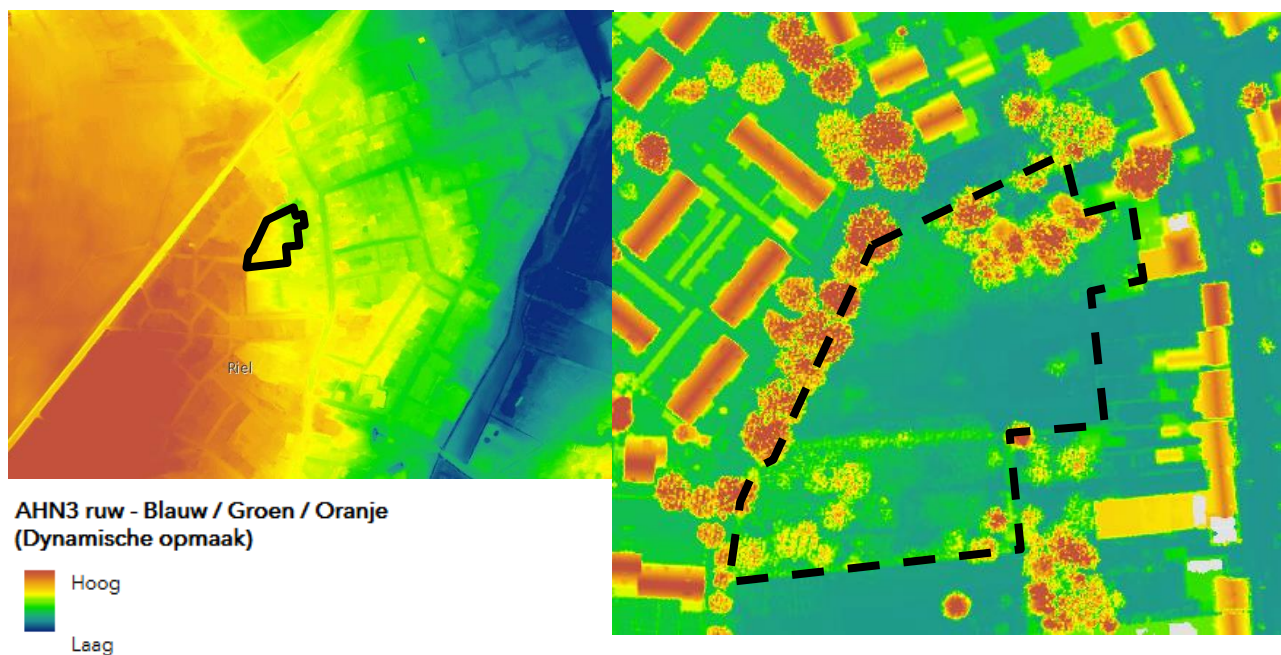 Riel
AHN3 ruw - Blauw / Groen / Oranje
(Dynamische opmaak)
Hoog
Laag